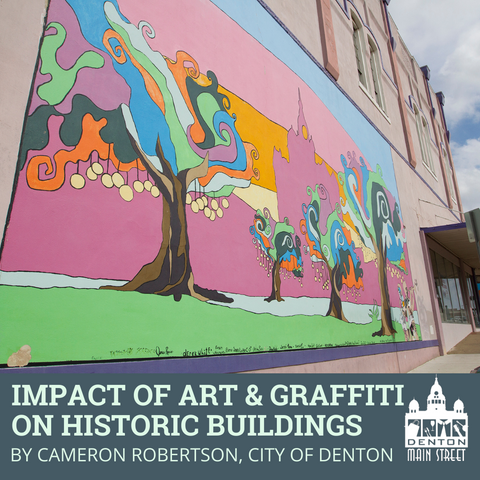 IMPACT OF ART & GRAFFITI
ON HISTORIC BUILDINGS
BY CAMERON ROBERTSON, CITY OF DENTON
DENTON
MAIN STREET